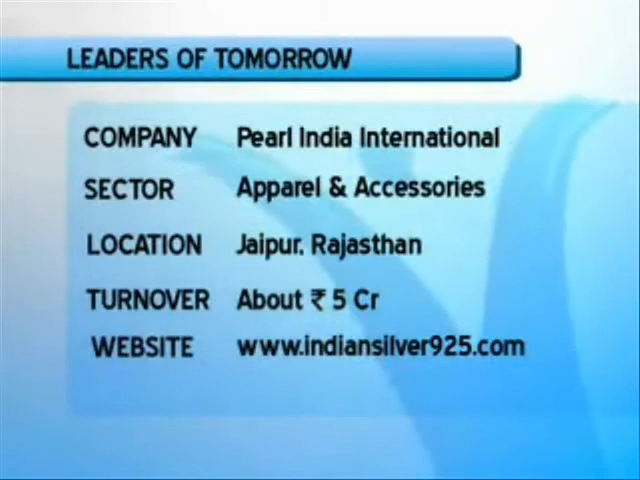 LEADERS OF TOMORROW
COMPANY Pearl India International
SECTOR Apparel & Accessories
LOCATION Jaipur, Rajasthan
TURNOVER About ₹ 5 Cr
WEBSITE www.indiansilver925.com